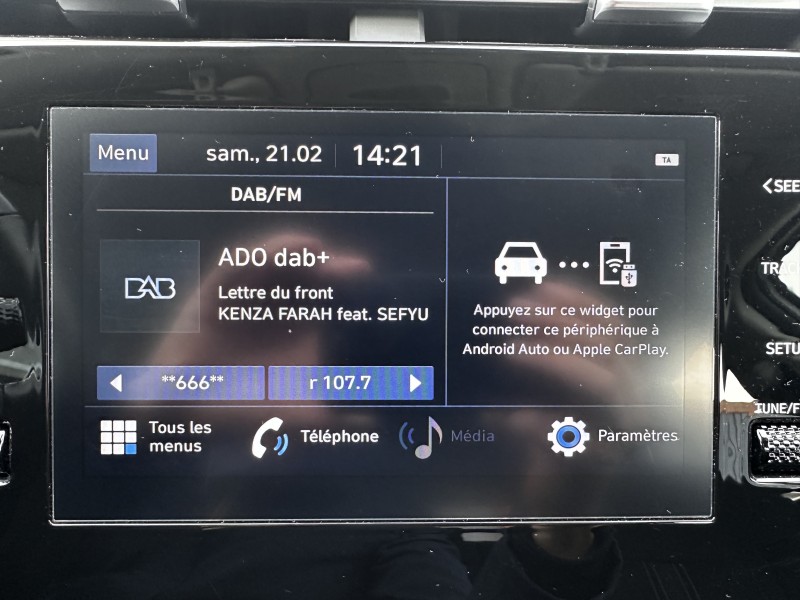 Menu sam., 21.02 14:21 TA
DAB/FM
DAB
ADO dab+
Lettre du front
KENZA FARAH feat. SEFYU
**666** r 107.7
Appuyez sur ce widget pour
connecter ce périphérique à
Android Auto ou Apple CarPlay.
Tous les
menus
Téléphone
Média
Paramètres
<SEE
TRAC
SETU
TUNE/F